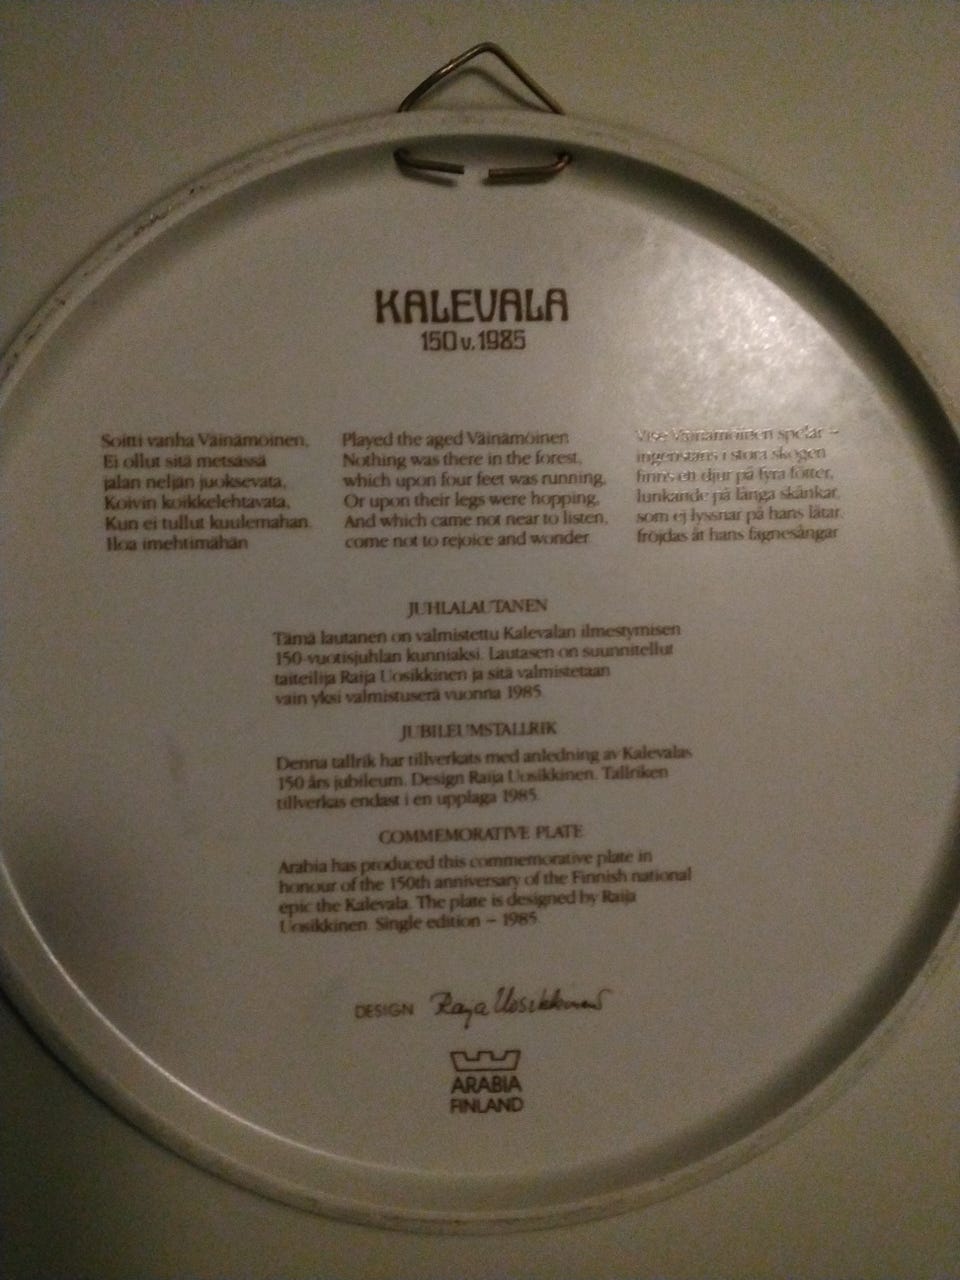 KALEVALA
150 v. 1985
Soitti vanha Väinämöinen,
Ei ollut sitä metsässä
jalan neljän juoksevata,
Koivin koikkelehtavata,
Kun ei tullut kuulemahan.
Iloa imehtimähän
Played the aged Väinämöinen
Nothing was there in the forest,
which upon four feet was running,
Or upon their legs were hopping,
And which came not near to listen,
come not to rejoice and wonder
Vise Väinämöinen spelar –
ingenstäns i stora skogen
finns ett djur på fyra fötter,
lunkande på långa skånkar,
som ej lyssnar på hans låtar,
fröjdas åt hans fagnesångar
JUHLALAUTANEN
Tämä lautanen on valmistettu Kalevalan ilmestymisen
150-vuotisjuhlan kunniaksi. Lautasen on suunnitellut
taiteilija Raija Uosikkinen ja sitä valmistetaan
vain yksi valmistuserä vuonna 1985.
JUBILEUMSTALLRIK
Denna tallrik har tillverkats med anledning av Kalevalas
150 års jubileum. Design Raija Uosikkinen. Tallriken
tillverkas endast i en upplaga 1985.
COMMEMORATIVE PLATE
Arabia has produced this commemorative plate in
honour of the 150th anniversary of the Finnish national
epic the Kalevala. The plate is designed by Raija
Uosikkinen. Single edition – 1985.
DESIGN Raija Uosikkinen
ARABIA
FINLAND